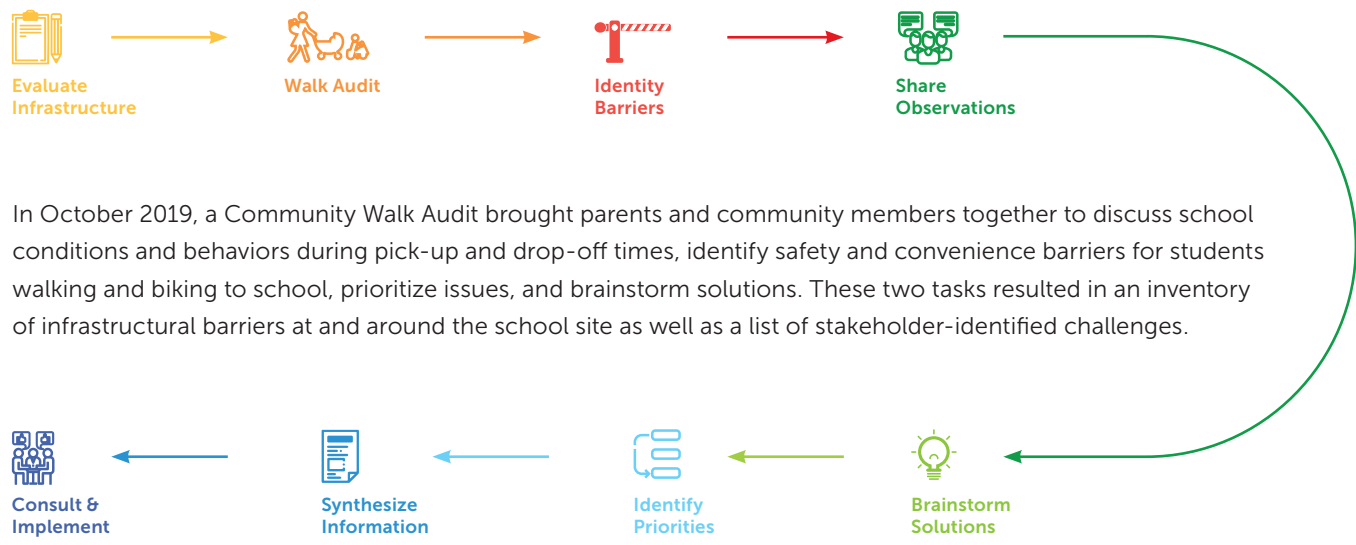 Evaluate
Infrastructure
Walk Audit
Identity
Barriers
Share
Observations
In October 2019, a Community Walk Audit brought parents and community members together to discuss school
conditions and behaviors during pick-up and drop-off times, identify safety and convenience barriers for students
walking and biking to school, prioritize issues, and brainstorm solutions. These two tasks resulted in an inventory
of infrastructural barriers at and around the school site as well as a list of stakeholder-identified challenges.
Brainstorm
Solutions
Identify
Priorities
Synthesize
Information
Consult &
Implement